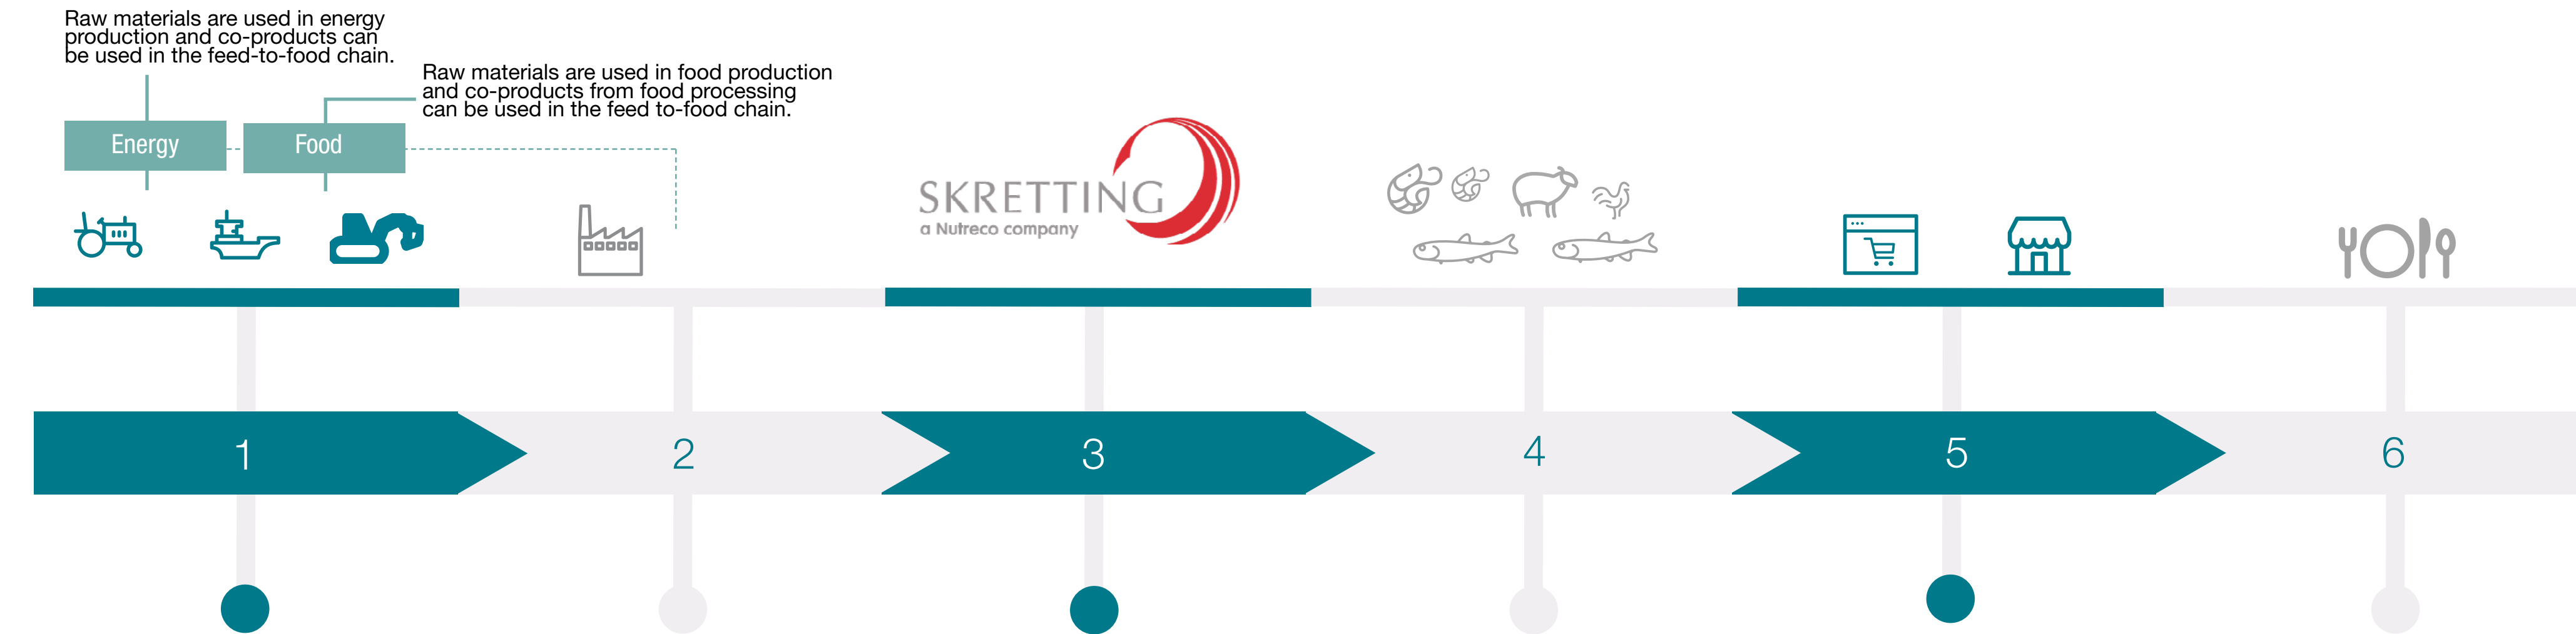 Raw materials are used in energy
production and co-products can
be used in the feed-to-food chain.
Raw materials are used in food production
and co-products from food processing
can be used in the feed to-food chain.
Energy
Food
SKRETTING
a Nutreco company
1
2
3
4
5
6